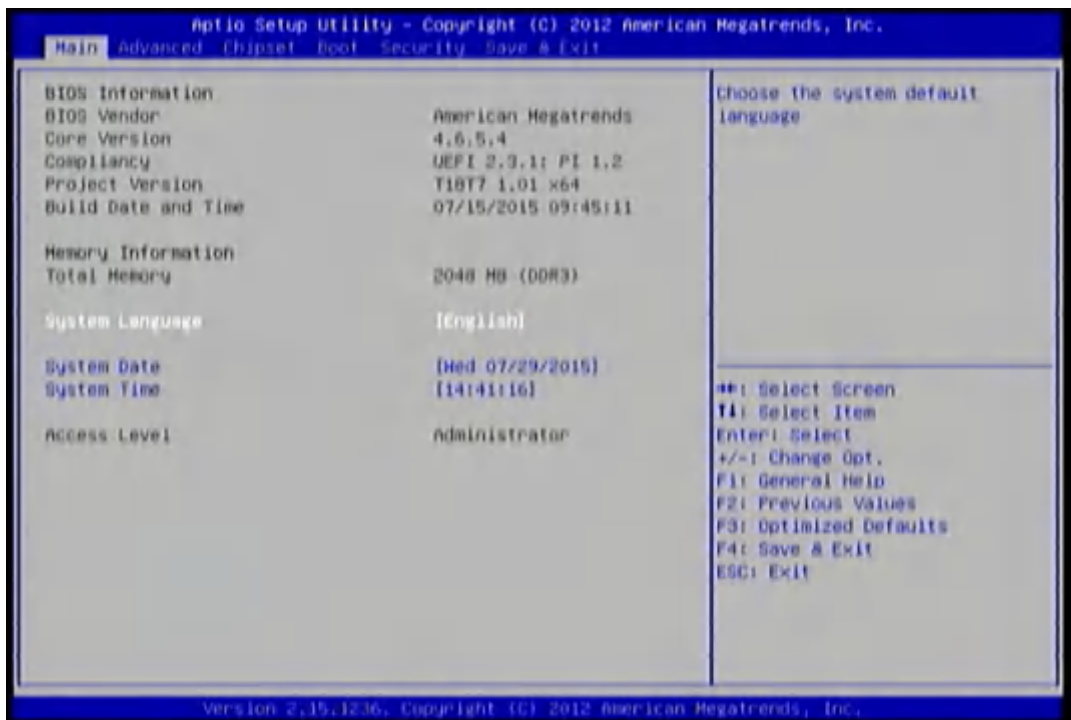 Aptio Setup Utility - Copyright (C) 2012 American Megatrends, Inc.
Main Advanced Chipset Boot Security Save & Exit
BIOS Information
BIOS Vendor American Megatrends
Core Version 4.6.5.4
Compliancy UEFI 2.3.1; PI 1.2
Project Version T18T7 1.01 x64
Build Date and Time 07/15/2015 09:45:11
Memory Information
Total Memory 2048 MB (DDR3)
System Language [English]
System Date [Wed 07/29/2015]
System Time [14:41:16]
Access Level Administrator
Choose the system default
language
→←: Select Screen
↑↓: Select Item
Enter: Select
+/-: Change Opt.
F1: General Help
F2: Previous Values
F3: Optimized Defaults
F4: Save & Exit
ESC: Exit
Version 2.15.1236. Copyright (C) 2012 American Megatrends, Inc.